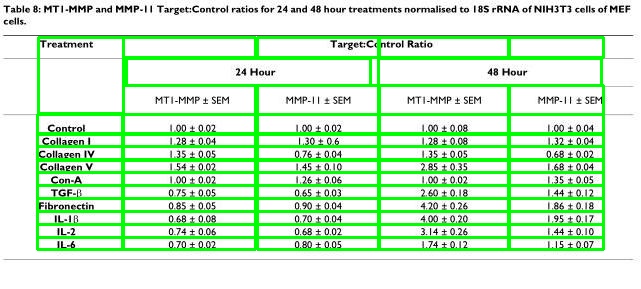 Table 8: MT1-MMP and MMP-11 Target:Control ratios for 24 and 48 hour treatments normalised to 18S rRNA of NIH3T3 cells of MEF
cells.
Treatment Target:Control Ratio
24 Hour 48 Hour
MT1-MMP ± SEM MMP-11 ± SEM MT1-MMP ± SEM MMP-11 ± SEM
Control 1.00 ± 0.02 1.00 ± 0.02 1.00 ± 0.08 1.00 ± 0.04
Collagen I 1.28 ± 0.04 1.30 ± 0.6 1.28 ± 0.08 1.32 ± 0.04
Collagen IV 1.35 ± 0.05 0.76 ± 0.04 1.35 ± 0.05 0.68 ± 0.02
Collagen V 1.54 ± 0.02 1.45 ± 0.10 2.85 ± 0.35 1.68 ± 0.04
Con-A 1.00 ± 0.02 1.26 ± 0.06 1.00 ± 0.02 1.35 ± 0.05
TGF-ß 0.75 ± 0.05 0.65 ± 0.03 2.60 ± 0.18 1.44 ± 0.12
Fibronectin 0.85 ± 0.05 0.90 ± 0.04 4.20 ± 0.26 1.86 ± 0.18
IL-1ß 0.68 ± 0.08 0.70 ± 0.04 4.00 ± 0.20 1.95 ± 0.17
IL-2 0.74 ± 0.06 0.68 ± 0.02 3.14 ± 0.26 1.44 ± 0.10
IL-6 0.70 ± 0.02 0.80 ± 0.05 1.74 ± 0.12 1.15 ± 0.07